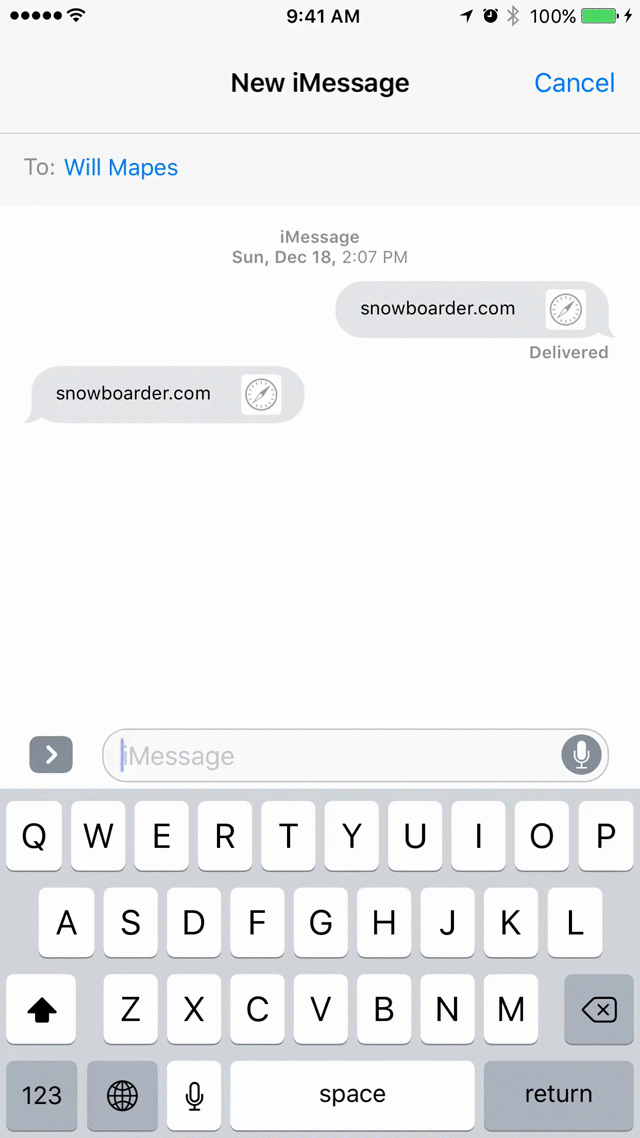 9:41 AM 100%
New iMessage Cancel
To: Will Mapes
iMessage
Sun, Dec 18, 2:07 PM
snowboarder.com
Delivered
snowboarder.com
iMessage
Q W E R T Y U I O P
A S D F G H J K L
Z X C V B N M
123 space return